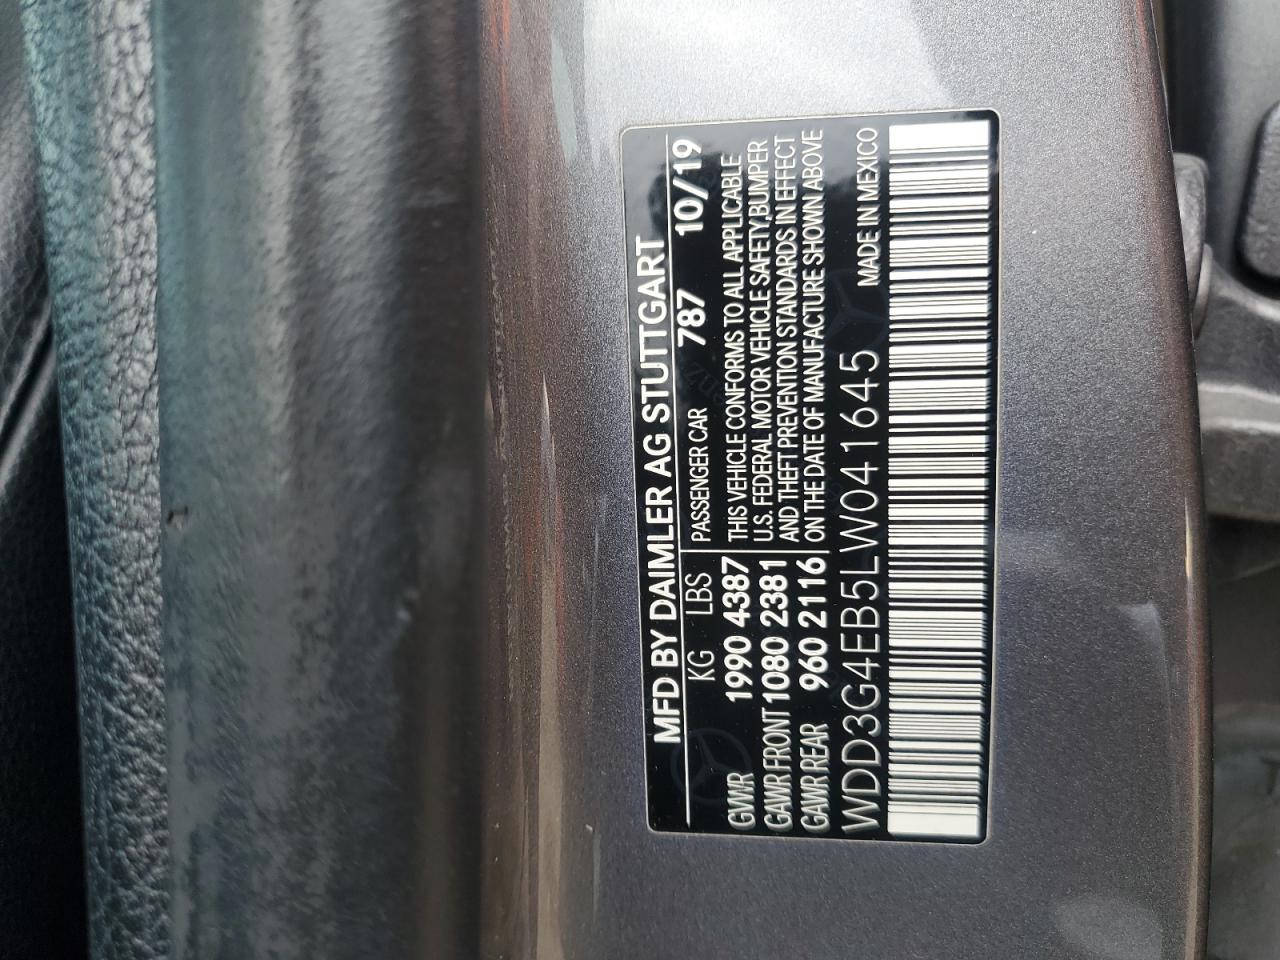 MFD BY DAIMLER AG STUTTGART
KG LBS PASSENGER CAR 787 10/19
GVWR 1990 4387 THIS VEHICLE CONFORMS TO ALL APPLICABLE
GAWR FRONT 1080 2381 U.S. FEDERAL MOTOR VEHICLE SAFETY,BUMPER
GAWR REAR 960 2116 AND THEFT PREVENTION STANDARDS IN EFFECT
ON THE DATE OF MANUFACTURE SHOWN ABOVE
WDD3G4EB5LW041645 MADE IN MEXICO